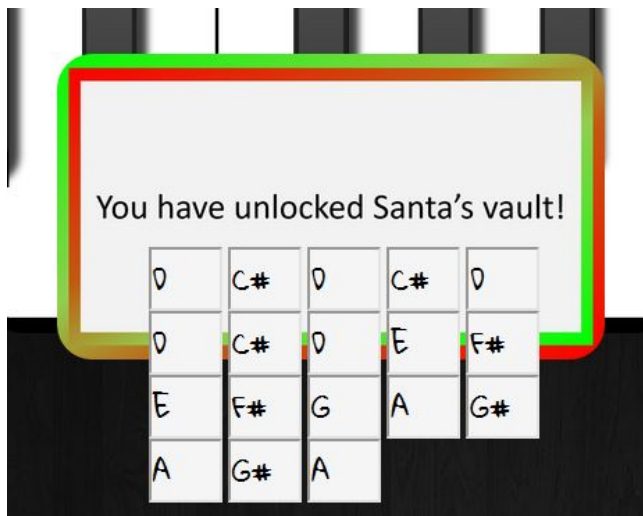 You have unlocked Santa’s vault!
D C# D C# D
D C# D E F#
E F# G A G#
A G# A